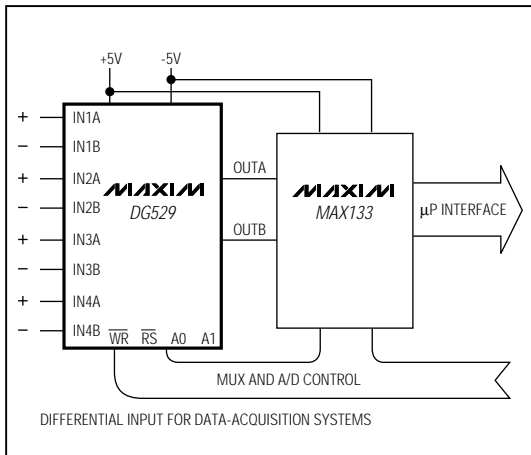 +5V -5V
+ IN1A
− IN1B
+ IN2A OUTA
− IN2B
MAXIM MAXIM
DG529 MAX133
µP INTERFACE
+ IN3A OUTB
− IN3B
+ IN4A
− IN4B
WR RS A0 A1
MUX AND A/D CONTROL
DIFFERENTIAL INPUT FOR DATA-ACQUISITION SYSTEMS